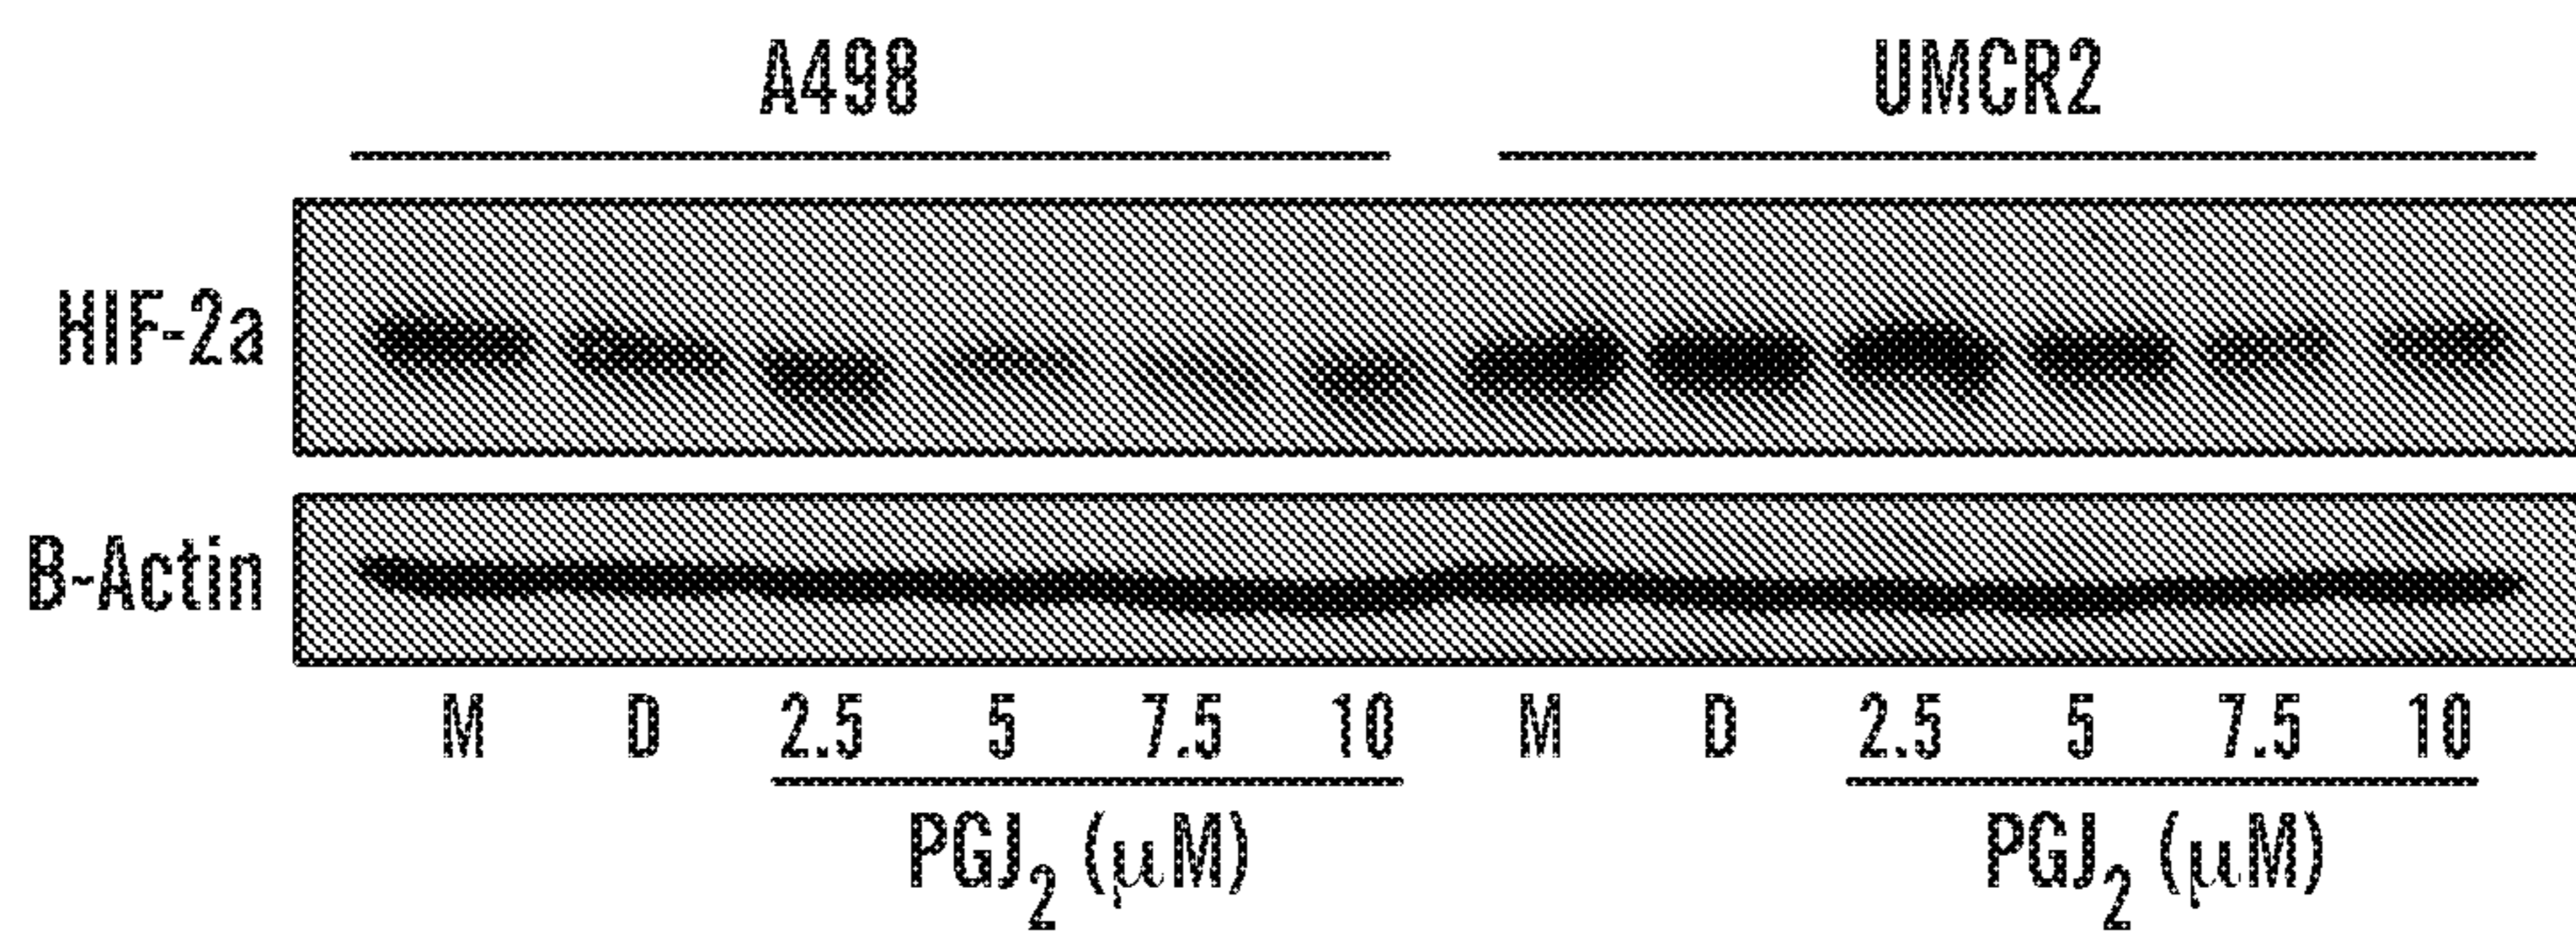 A498 UMCR2
HIF-2a
B-Actin
M D 2.5 5 7.5 10 M D 2.5 5 7.5 10
PGJ2 (μM) PGJ2 (μM)